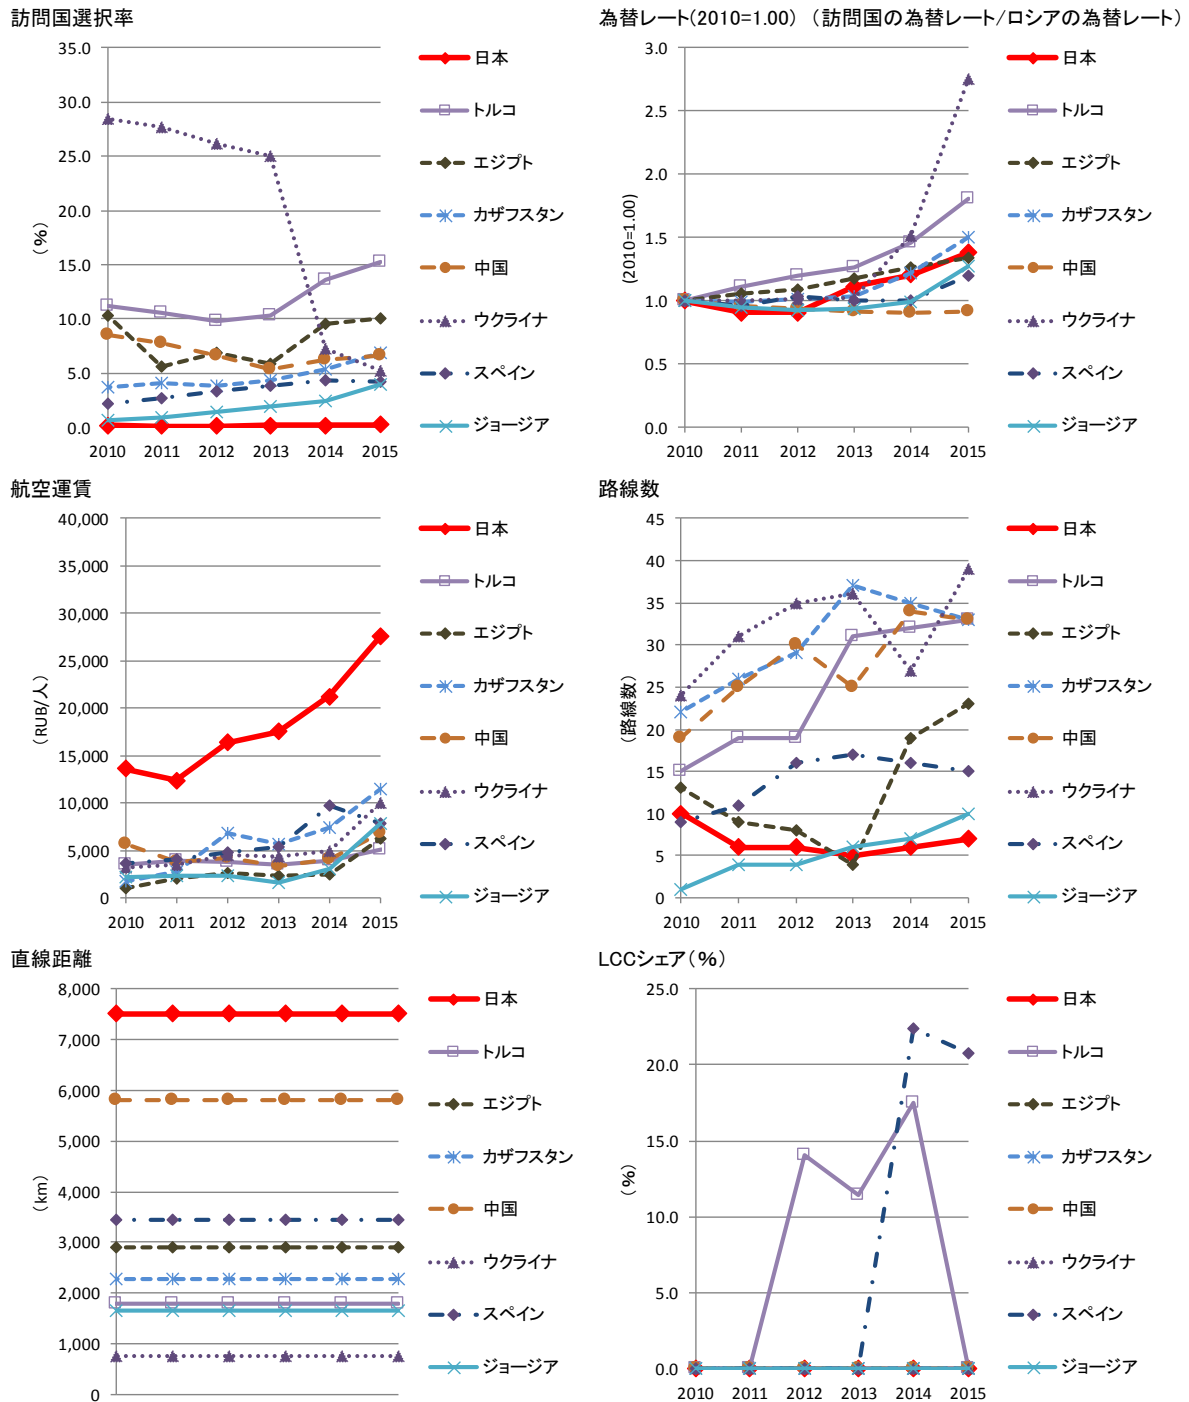 訪問国選択率
35.0
30.0
25.0
20.0
15.0
10.0
5.0
0.0
(%)
2010 2011 2012 2013 2014 2015
日本
トルコ
エジプト
カザフスタン
中国
ウクライナ
スペイン
ジョージア
為替レート(2010=1.00) (訪問国の為替レート/ロシアの為替レート)
3.0
2.5
2.0
1.5
1.0
0.5
0.0
(2010=1.00)
2010 2011 2012 2013 2014 2015
日本
トルコ
エジプト
カザフスタン
中国
ウクライナ
スペイン
ジョージア
航空運賃
40,000
35,000
30,000
25,000
20,000
15,000
10,000
5,000
0
(RUB/人)
2010 2011 2012 2013 2014 2015
日本
トルコ
エジプト
カザフスタン
中国
ウクライナ
スペイン
ジョージア
路線数
45
40
35
30
25
20
15
10
5
0
(路線数)
2010 2011 2012 2013 2014 2015
日本
トルコ
エジプト
カザフスタン
中国
ウクライナ
スペイン
ジョージア
直線距離
8,000
7,000
6,000
5,000
4,000
3,000
2,000
1,000
0
(km)
日本
トルコ
エジプト
カザフスタン
中国
ウクライナ
スペイン
ジョージア
LCCシェア(%)
25.0
20.0
15.0
10.0
5.0
0.0
(%)
2010 2011 2012 2013 2014 2015
日本
トルコ
エジプト
カザフスタン
中国
ウクライナ
スペイン
ジョージア